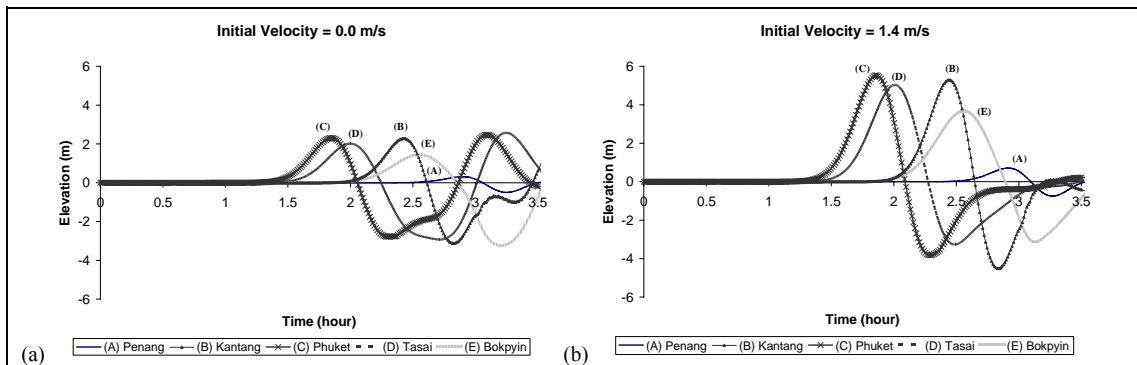 Initial Velocity = 0.0 m/s
6
4
2
0
-2
-4
-6
0 0.5 1 1.5 2 2.5 3 3.5
Elevation (m)
Time (hour)
(C)
(D)
(B)
(E)
(A)
(a)
(A) Penang (B) Kantang (C) Phuket (D) Tasai (E) Bokpyin
Initial Velocity = 1.4 m/s
6
4
2
0
-2
-4
-6
0 0.5 1 1.5 2 2.5 3 3.5
Elevation (m)
Time (hour)
(C)
(D)
(B)
(E)
(A)
(b)
(A) Penang (B) Kantang (C) Phuket (D) Tasai (E) Bokpyin